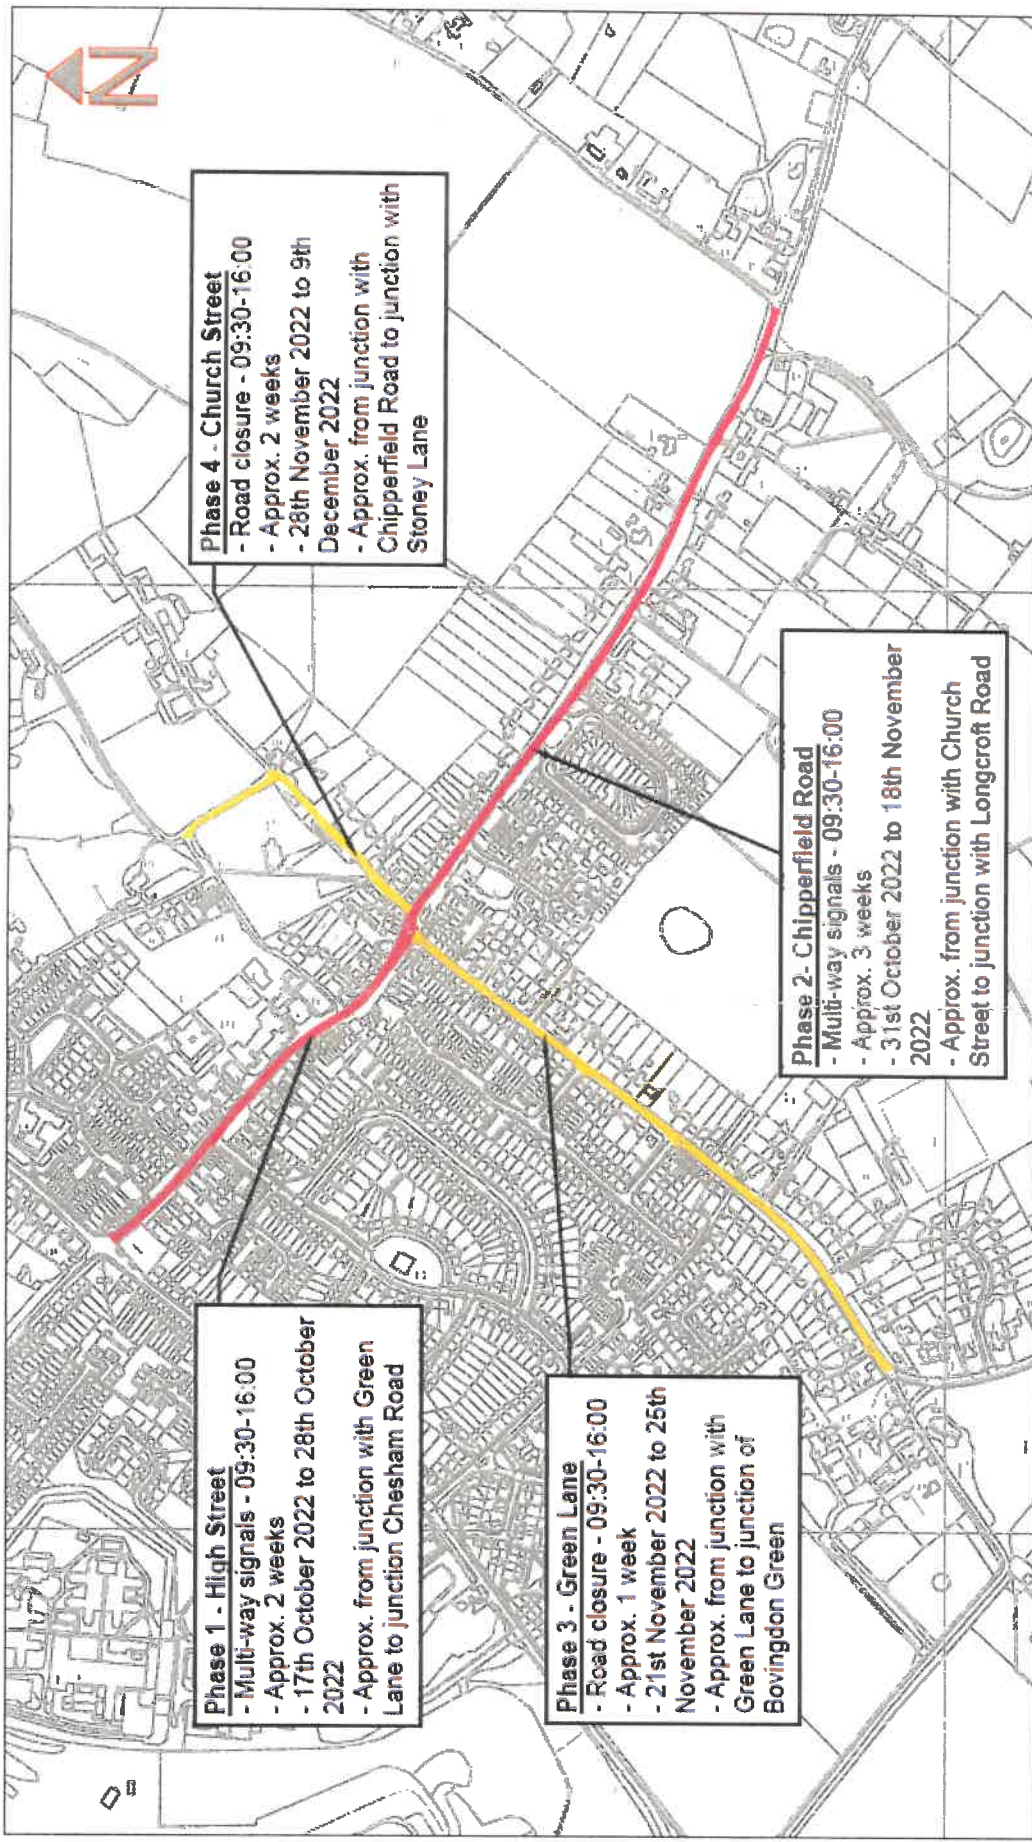 N
Phase 1 - High Street
- Multi-way signals - 09:30-16:00
- Approx. 2 weeks
- 17th October 2022 to 28th October
2022
- Approx. from junction with Green
Lane to junction Chesham Road
Phase 4 - Church Street
- Road closure - 09:30-16:00
- Approx. 2 weeks
- 28th November 2022 to 9th
December 2022
- Approx. from junction with
Chipperfield Road to junction with
Stoney Lane
Phase 3 - Green Lane
- Road closure - 09:30-16:00
- Approx. 1 week
- 21st November 2022 to 25th
November 2022
- Approx. from junction with
Green Lane to junction of
Bovingdon Green
Phase 2- Chipperfield Road
- Multi-way signals - 09:30-16:00
- Approx. 3 weeks
- 31st October 2022 to 18th November
2022
- Approx. from junction with Church
Street to junction with Longcroft Road